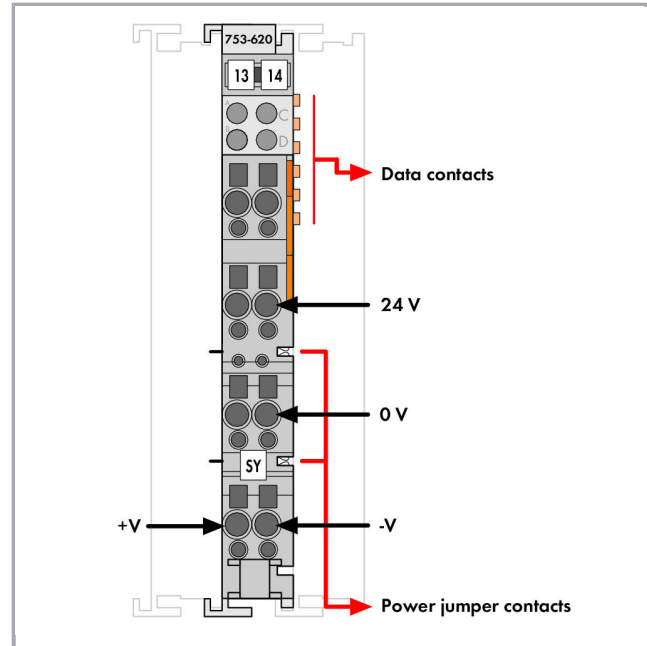 753-620
13 14
A C
B D
Data contacts
24 V
0 V
SY
+V -V
Power jumper contacts